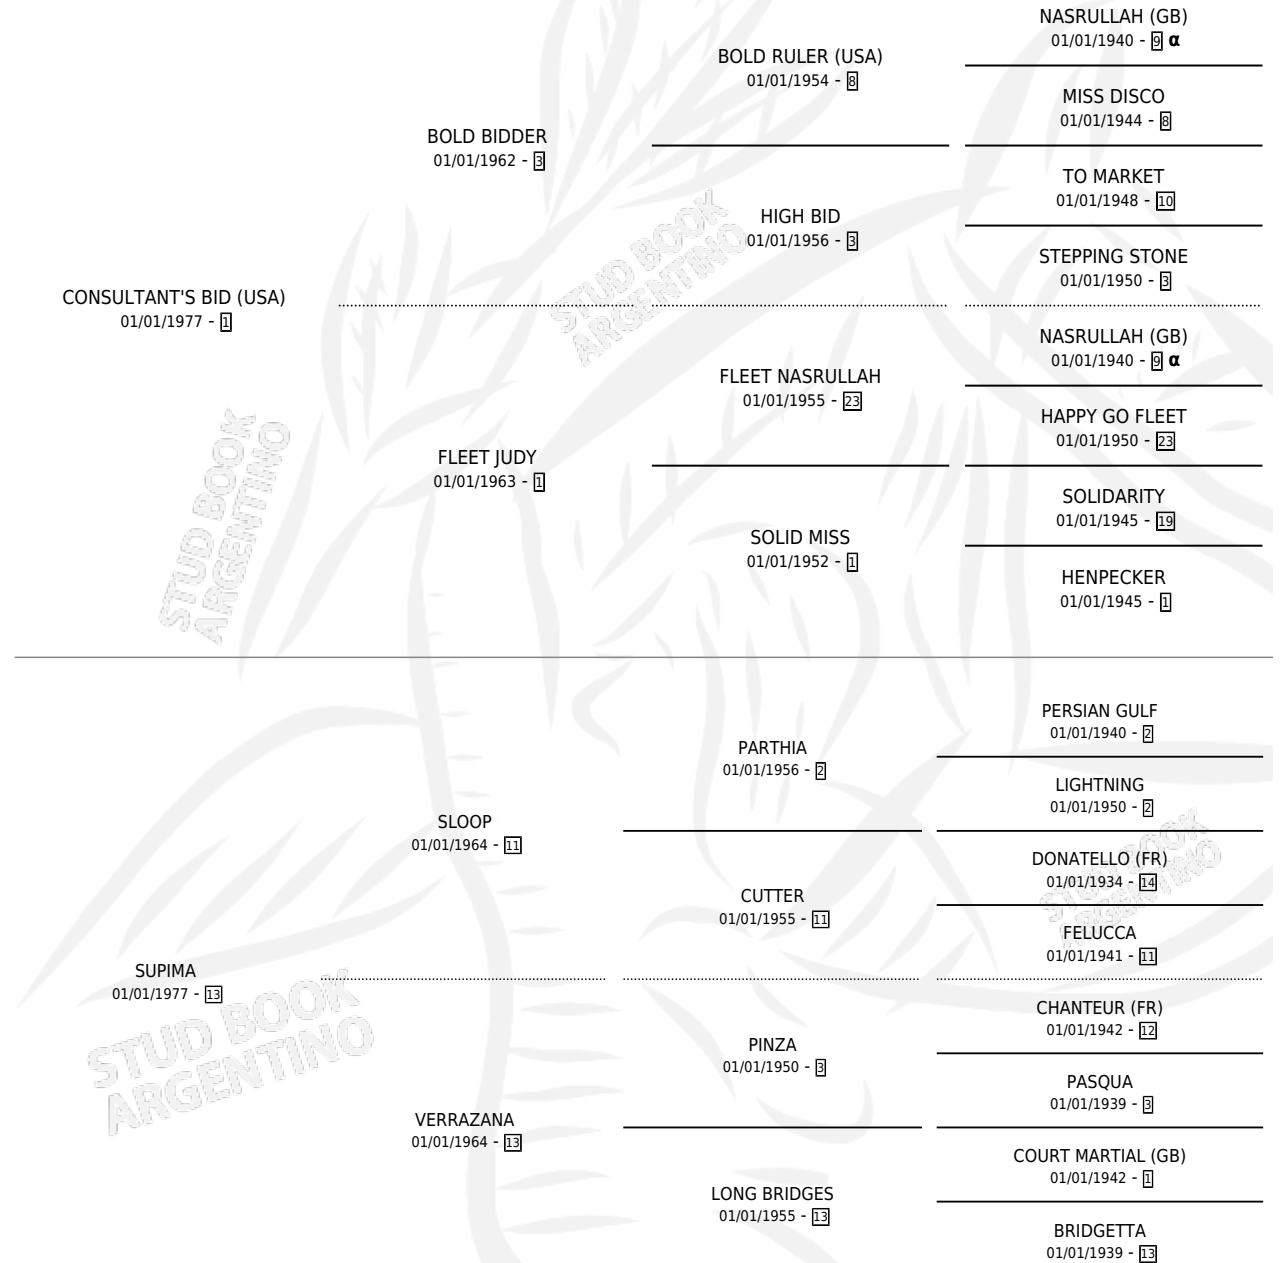 NASRULLAH (GB)
01/01/1940 - 9 α
BOLD RULER (USA)
01/01/1954 - 8
MISS DISCO
01/01/1944 - 8
BOLD BIDDER
01/01/1962 - 3
TO MARKET
01/01/1948 - 10
HIGH BID
01/01/1956 - 3
STEPPING STONE
01/01/1950 - 3
CONSULTANT'S BID (USA)
01/01/1977 - 1
NASRULLAH (GB)
01/01/1940 - 9 α
FLEET NASRULLAH
01/01/1955 - 23
HAPPY GO FLEET
01/01/1950 - 23
FLEET JUDY
01/01/1963 - 1
SOLIDARITY
01/01/1945 - 19
SOLID MISS
01/01/1952 - 1
HENPECKER
01/01/1945 - 1
PERSIAN GULF
01/01/1940 - 2
PARTHIA
01/01/1956 - 2
LIGHTNING
01/01/1950 - 2
SLOOP
01/01/1964 - 11
DONATELLO (FR)
01/01/1934 - 14
CUTTER
01/01/1955 - 11
FELUCCA
01/01/1941 - 11
SUPIMA
01/01/1977 - 13
CHANTEUR (FR)
01/01/1942 - 12
PINZA
01/01/1950 - 3
PASQUA
01/01/1939 - 3
VERRAZANA
01/01/1964 - 13
COURT MARTIAL (GB)
01/01/1942 - 1
LONG BRIDGES
01/01/1955 - 13
BRIDGETTA
01/01/1939 - 13
STUD BOOK
ARGENTINO
STUD BOOK
ARGENTINO
STUD BOOK
ARGENTINO
STUD BOOK
ARGENTINO